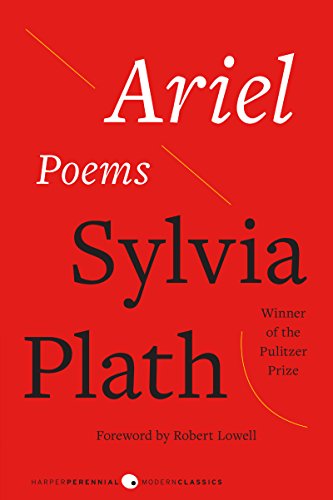 Ariel
Poems
Sylvia
Winner
of the
Pulitzer
Prize
Plath
Foreword by Robert Lowell
HARPERPERENNIAL MODERNCLASSICS